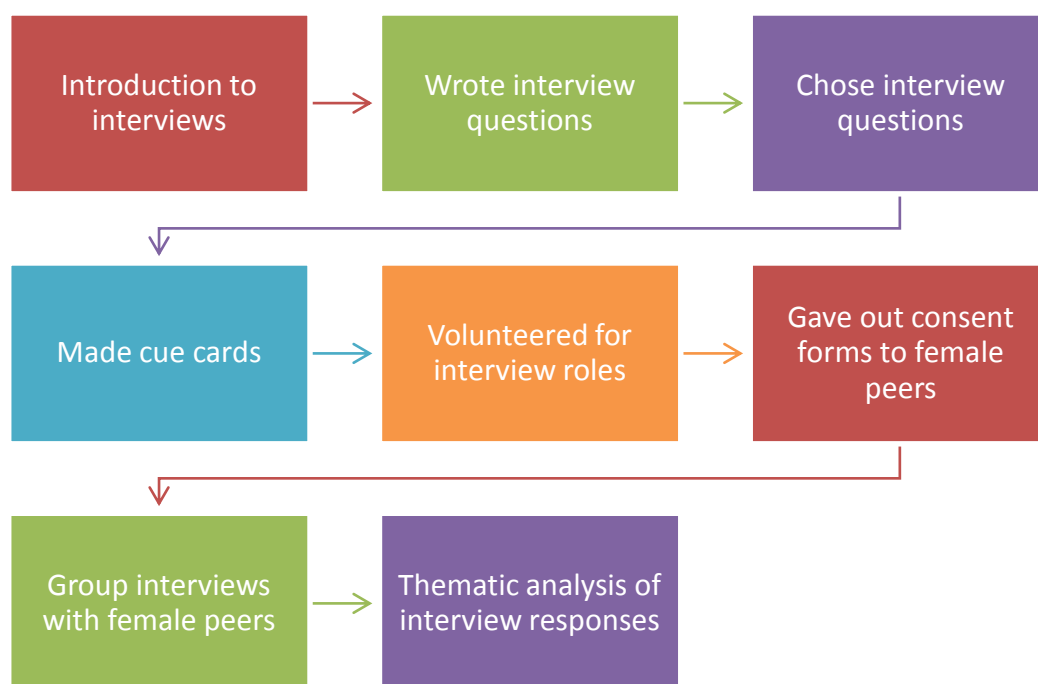 Introduction to
interviews
Wrote interview
questions
Chose interview
questions
Made cue cards
Volunteered for
interview roles
Gave out consent
forms to female
peers
Group interviews
with female peers
Thematic analysis of
interview responses